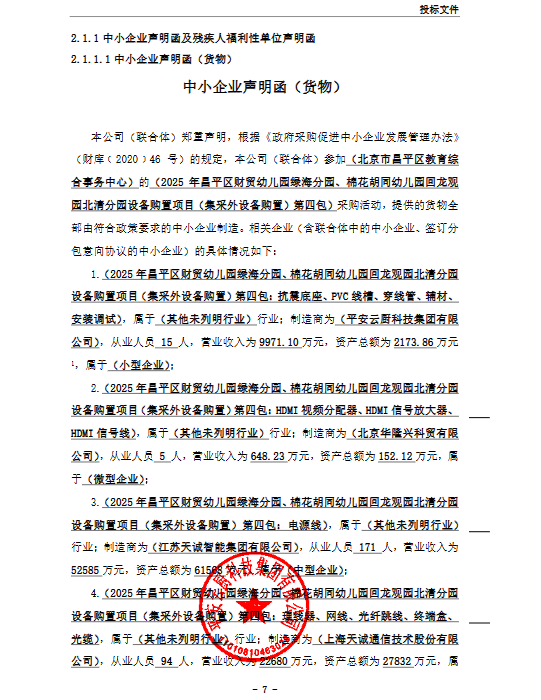 投标文件
2.1.1 中小企业声明函及残疾人福利性单位声明函
2.1.1.1 中小企业声明函（货物）
中小企业声明函（货物）
本公司（联合体）郑重声明，根据《政府采购促进中小企业发展管理办法》
（财库﹝2020﹞46 号）的规定，本公司（联合体）参加（北京市昌平区教育综
合事务中心）的（2025 年昌平区财贸幼儿园绿海分园、棉花胡同幼儿园回龙观
园北清分园设备购置项目（集采外设备购置）第四包）采购活动，提供的货物全
部由符合政策要求的中小企业制造。相关企业（含联合体中的中小企业、签订分
包意向协议的中小企业）的具体情况如下：
1.（2025 年昌平区财贸幼儿园绿海分园、棉花胡同幼儿园回龙观园北清分园
设备购置项目（集采外设备购置）第四包：抗震底座、PVC 线槽、穿线管、辅材、
安装调试），属于（其他未列明行业）行业；制造商为（平安云厨科技集团有限
公司），从业人员 15 人，营业收入为 9971.10 万元，资产总额为 2173.86 万元
¹，属于（小型企业）；
2.（2025 年昌平区财贸幼儿园绿海分园、棉花胡同幼儿园回龙观园北清分园
设备购置项目（集采外设备购置）第四包：HDMI 视频分配器、HDMI 信号放大器、
HDMI 信号线），属于（其他未列明行业）行业；制造商为（北京华隆兴科贸有限
公司），从业人员 5 人，营业收入为 648.23 万元，资产总额为 152.12 万元，属
于（微型企业）；
3.（2025 年昌平区财贸幼儿园绿海分园、棉花胡同幼儿园回龙观园北清分园
设备购置项目（集采外设备购置）第四包：电源线），属于（其他未列明行业）
行业；制造商为（江苏天诚智能集团有限公司），从业人员 171 人，营业收入为
52585 万元，资产总额为 61568 万元，属于（中型企业）；
4.（2025 年昌平区财贸幼儿园绿海分园、棉花胡同幼儿园回龙观园北清分园
设备购置项目（集采外设备购置）第四包：理线器、网线、光纤跳线、终端盒、
光缆），属于（其他未列明行业）行业；制造商为（上海天诚通信技术股份有限
公司），从业人员 94 人，营业收入为 22680 万元，资产总额为 27832 万元，属
平安云厨科技集团有限公司
- 7 -